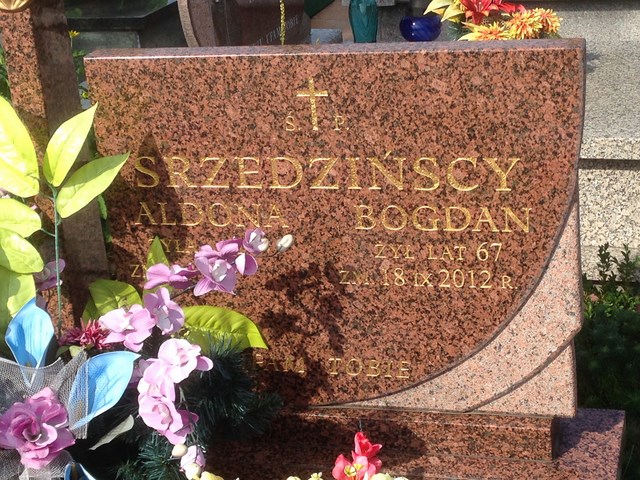 Ś P
SRZEDZIŃSCY
ALDONA BOGDAN
ŻYŁ LAT 67
ZM. 18 IX 2012 R.
TOBIE